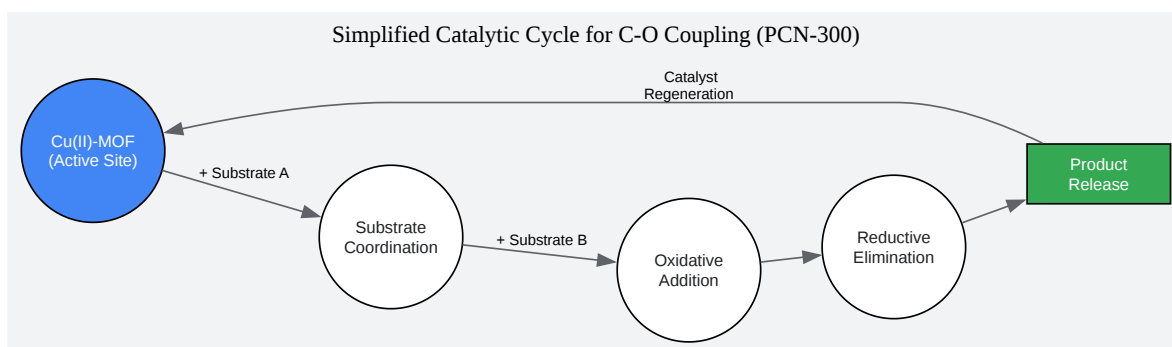 Simplified Catalytic Cycle for C-O Coupling (PCN-300)
Catalyst
Regeneration
Cu(II)-MOF
(Active Site)
+ Substrate A
Substrate
Coordination
+ Substrate B
Oxidative
Addition
Reductive
Elimination
Product
Release